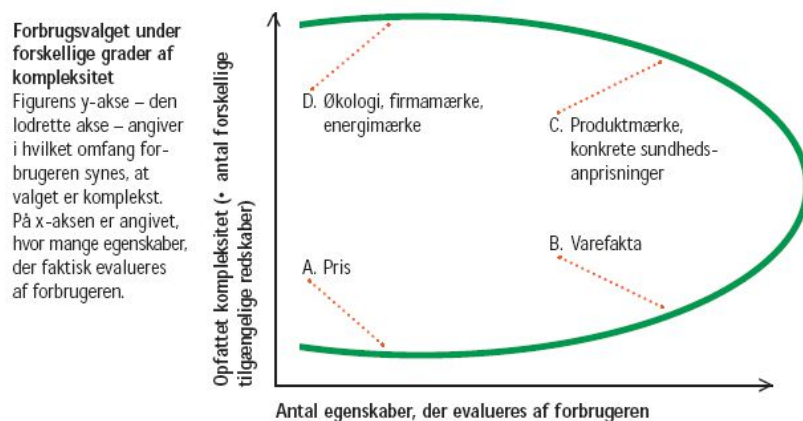 Forbrugsvalget under
forskellige grader af
kompleksitet
Figurens y-akse – den
lodrette akse – angiver
i hvilket omfang for-
brugeren synes, at
valget er komplekst.
På x-aksen er angivet,
hvor mange egenskaber,
der faktisk evalueres
af forbrugeren.
Opfattet kompleksitet (• antal forskellige
tilgængelige redskaber)
D. Økologi, firmamærke,
energimærke
C. Produktmærke,
konkrete sundheds-
anprisninger
A. Pris
B. Varefakta
Antal egenskaber, der evalueres af forbrugeren